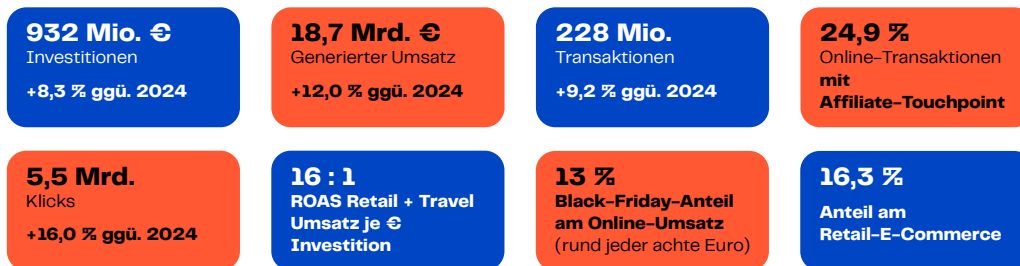 932 Mio. €
Investitionen
+8,3 % ggü. 2024
18,7 Mrd. €
Generierter Umsatz
+12,0 % ggü. 2024
228 Mio.
Transaktionen
+9,2 % ggü. 2024
24,9 %
Online-Transaktionen
mit
Affiliate-Touchpoint
5,5 Mrd.
Klicks
+16,0 % ggü. 2024
16 : 1
ROAS Retail + Travel
Umsatz je €
Investition
13 %
Black-Friday-Anteil
am Online-Umsatz
(rund jeder achte Euro)
16,3 %
Anteil am
Retail-E-Commerce